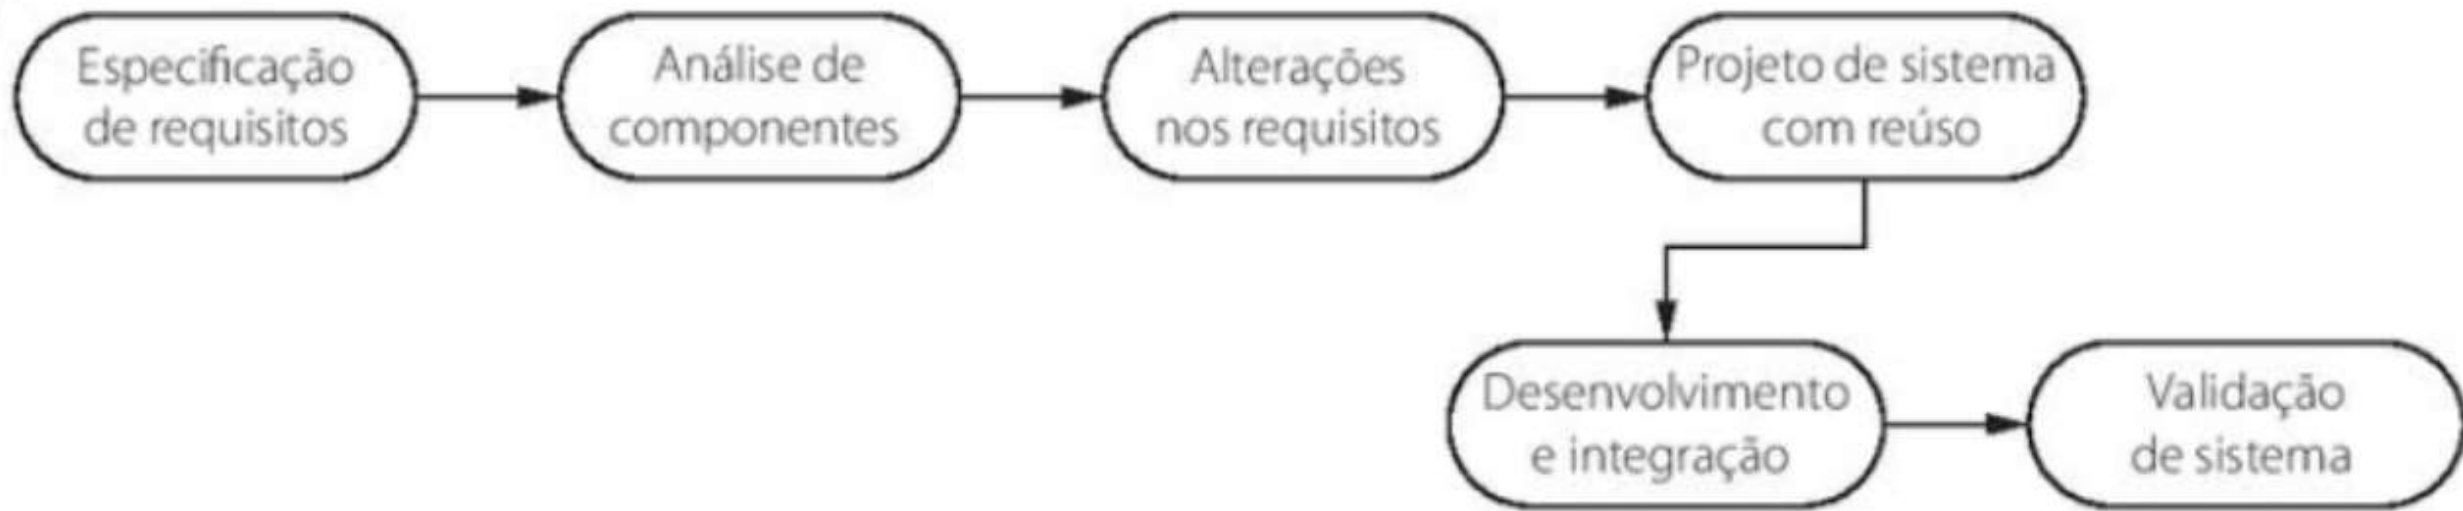 Especificação
de requisitos
Análise de
componentes
Alterações
nos requisitos
Projeto de sistema
com reúso
Desenvolvimento
e integração
Validação
de sistema